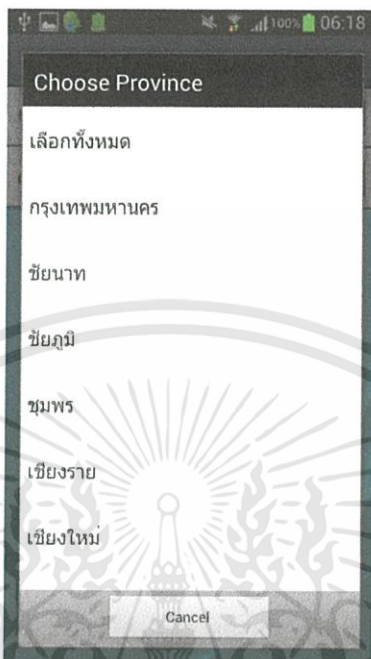 100% 06:18
Choose Province
เลือกทั้งหมด
กรุงเทพมหานคร
ชัยนาท
ชัยภูมิ
ชุมพร
เชียงราย
เชียงใหม่
Cancel